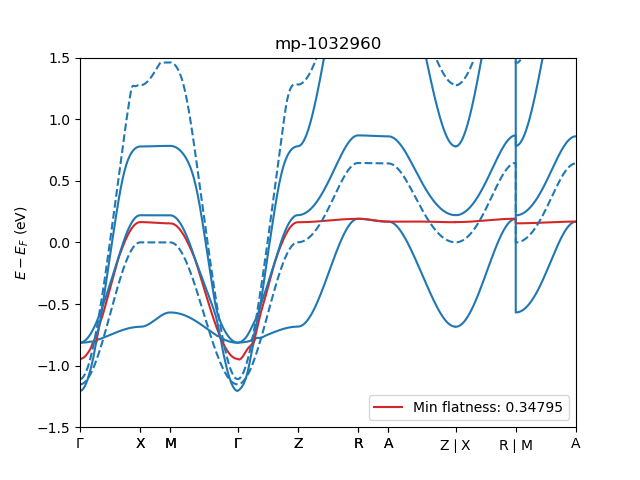 mp-1032960
E − E_F (eV)
1.5
1.0
0.5
0.0
−0.5
−1.0
−1.5
Min flatness: 0.34795
Γ X M Γ Z R A Z | X R | M A